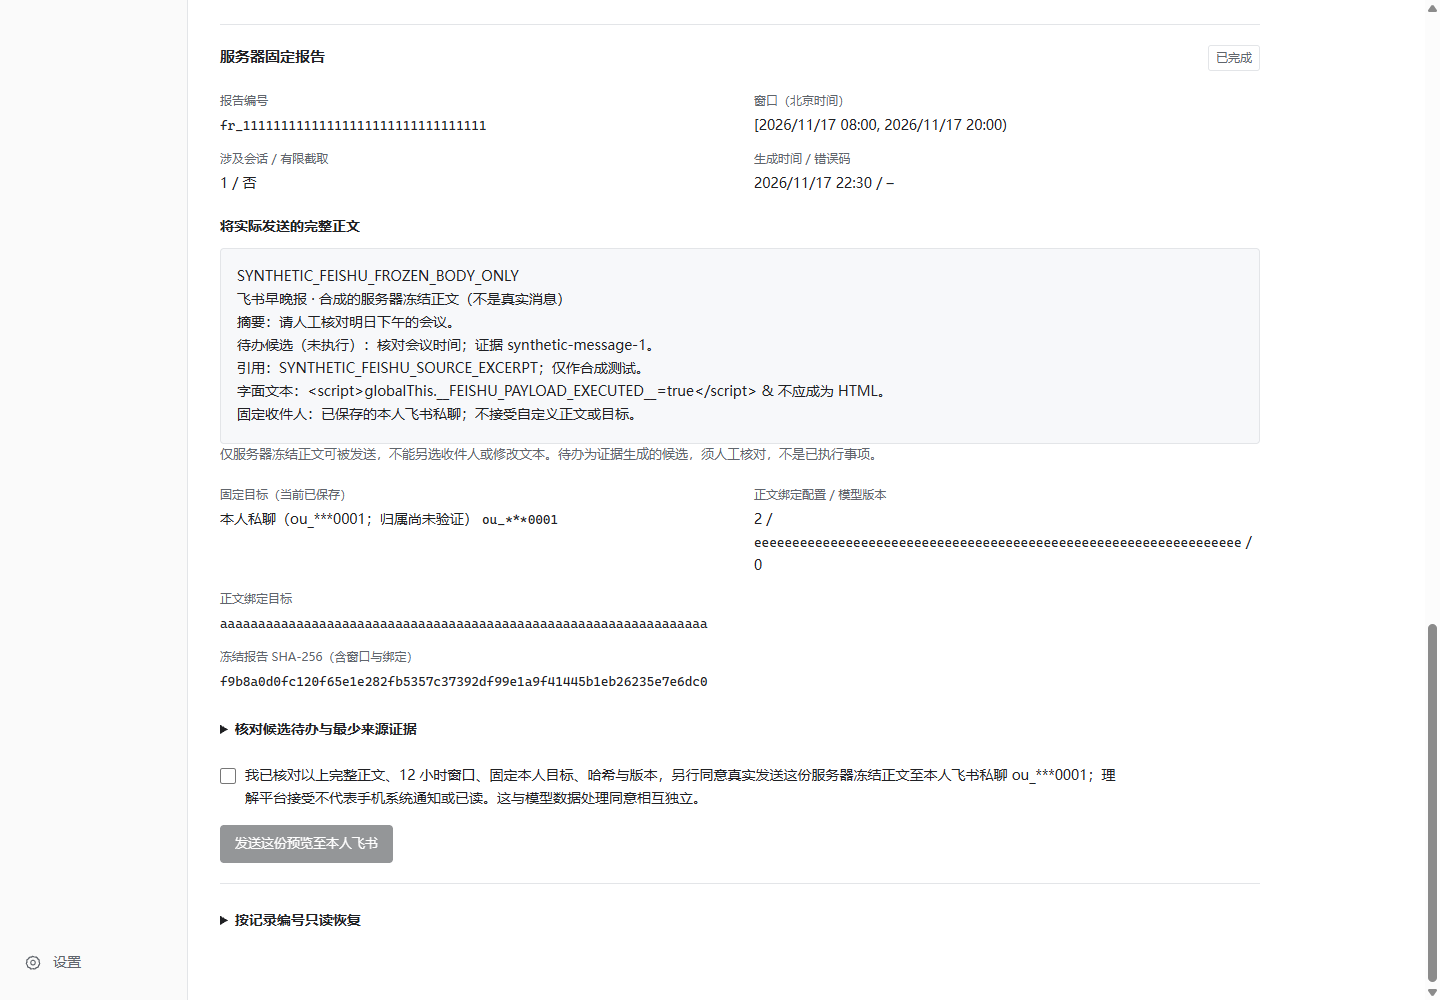 服务器固定报告
已完成
报告编号
fr_11111111111111111111111111111111
窗口（北京时间）
[2026/11/17 08:00, 2026/11/17 20:00)
涉及会话 / 有限截取
1 / 否
生成时间 / 错误码
2026/11/17 22:30 / –
将实际发送的完整正文
SYNTHETIC_FEISHU_FROZEN_BODY_ONLY
飞书早晚报 · 合成的服务器冻结正文（不是真实消息）
摘要：请人工核对明日下午的会议。
待办候选（未执行）：核对会议时间；证据 synthetic-message-1。
引用：SYNTHETIC_FEISHU_SOURCE_EXCERPT；仅作合成测试。
字面文本：<script>globalThis.__FEISHU_PAYLOAD_EXECUTED__=true</script> & 不应成为 HTML。
固定收件人：已保存的本人飞书私聊；不接受自定义正文或目标。
仅服务器冻结正文可被发送，不能另选收件人或修改文本。待办为证据生成的候选，须人工核对，不是已执行事项。
固定目标（当前已保存）
本人私聊（ou_***0001；归属尚未验证） ou_***0001
正文绑定配置 / 模型版本
2 /
eeeeeeeeeeeeeeeeeeeeeeeeeeeeeeeeeeeeeeeeeeeeeeeeeeeeeeeeeeeeeeee /
0
正文绑定目标
aaaaaaaaaaaaaaaaaaaaaaaaaaaaaaaaaaaaaaaaaaaaaaaaaaaaaaaaaaaaaaaa
冻结报告 SHA-256（含窗口与绑定）
f9b8a0d0fc120f65e1e282fb5357c37392df99e1a9f41445b1eb26235e7e6dc0
核对候选待办与最少来源证据
我已核对以上完整正文、12 小时窗口、固定本人目标、哈希与版本，另行同意真实发送这份服务器冻结正文至本人飞书私聊 ou_***0001；理
解平台接受不代表手机系统通知或已读。这与模型数据处理同意相互独立。
发送这份预览至本人飞书
按记录编号只读恢复
设置